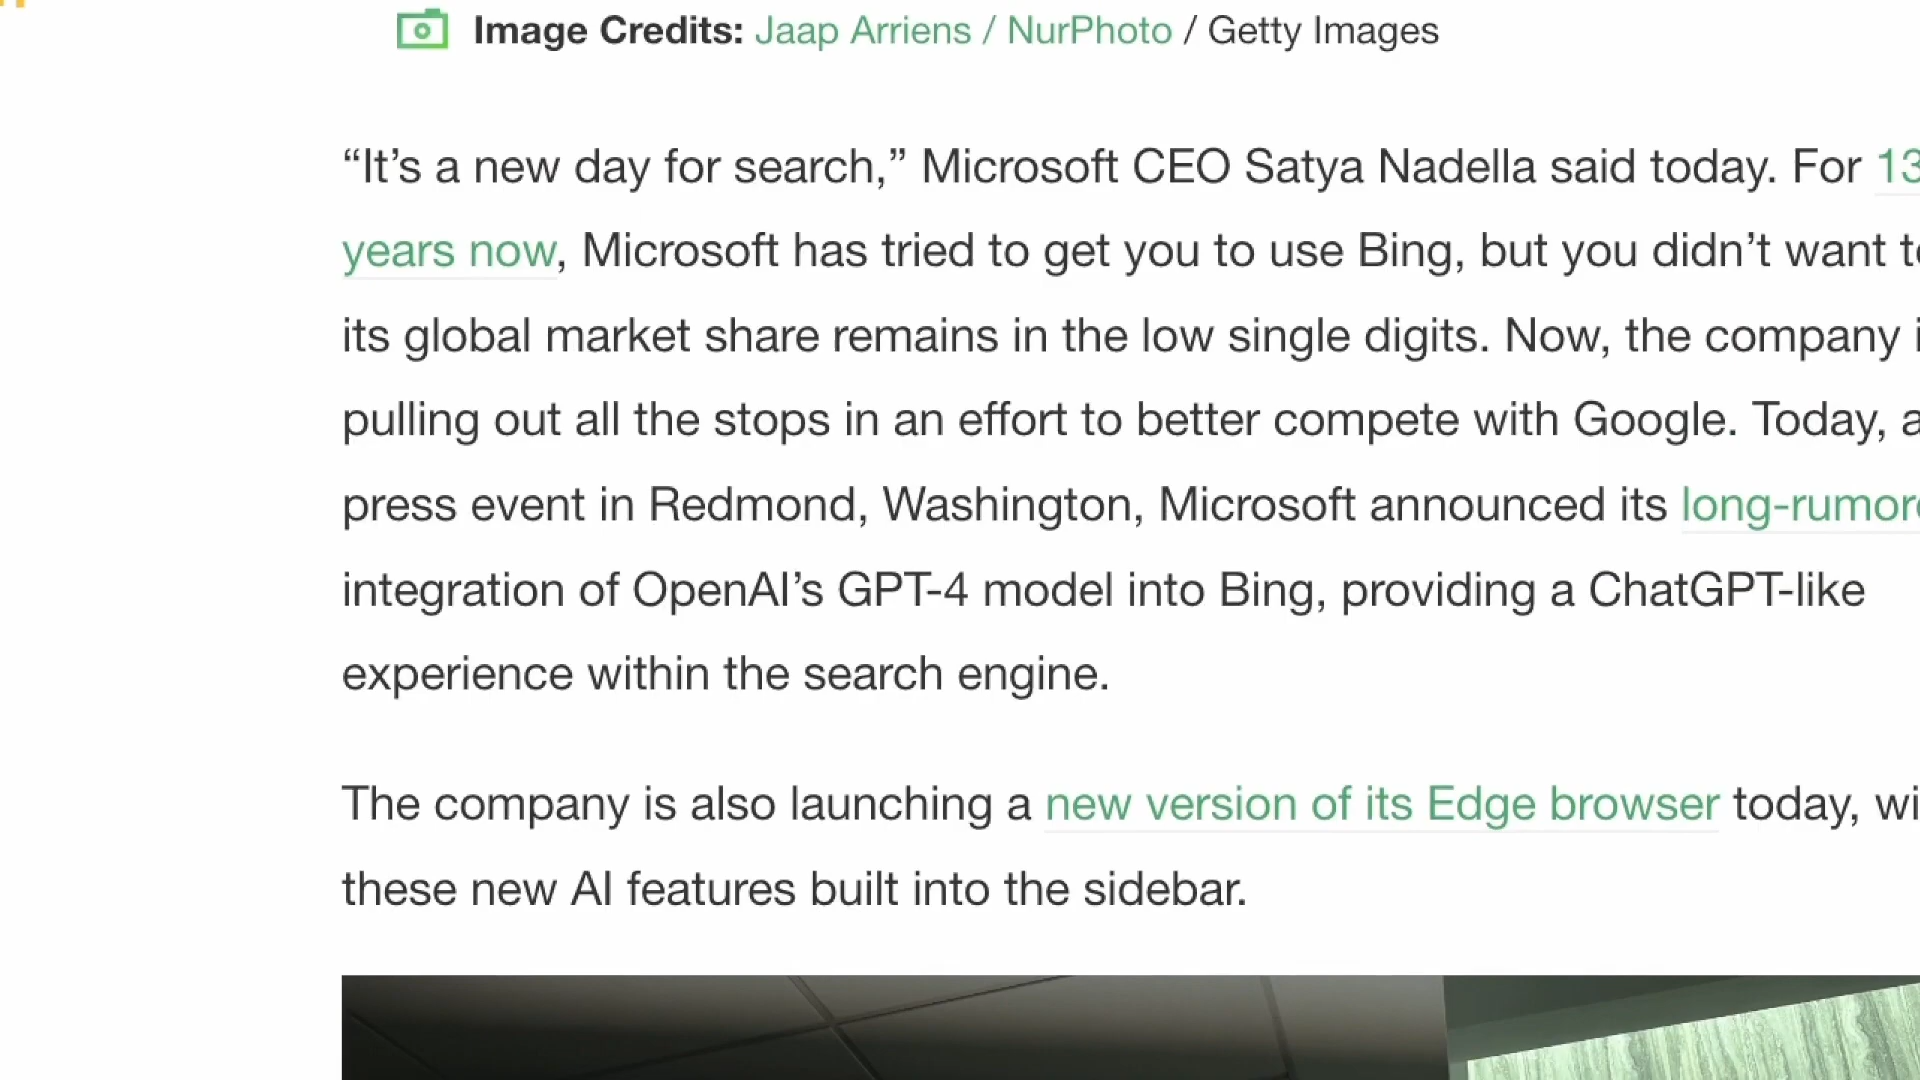 Image Credits: Jaap Arriens / NurPhoto / Getty Images
“It’s a new day for search,” Microsoft CEO Satya Nadella said today. For 13
years now, Microsoft has tried to get you to use Bing, but you didn’t want
its global market share remains in the low single digits. Now, the company
pulling out all the stops in an effort to better compete with Google. Today,
press event in Redmond, Washington, Microsoft announced its
integration of OpenAI’s GPT-4 model into Bing, providing a ChatGPT-like
experience within the search engine.
The company is also launching a new version of its Edge browser today,
these new AI features built into the sidebar.